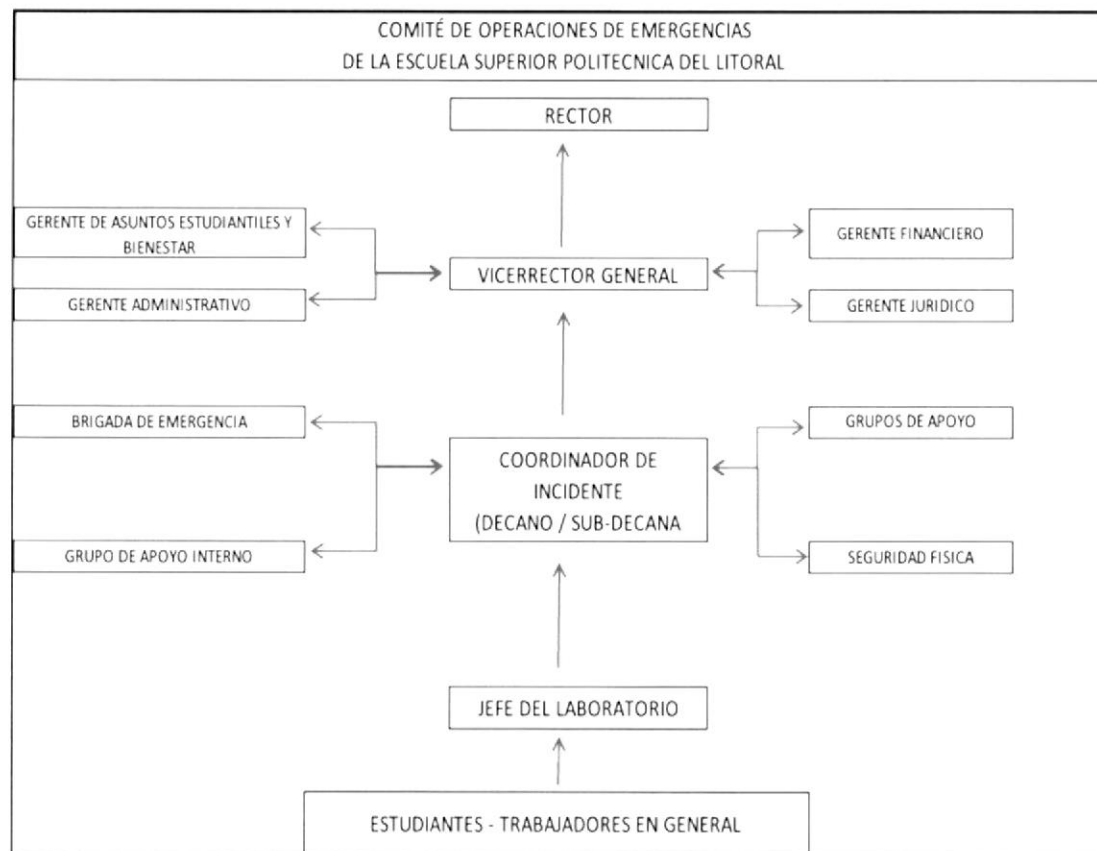 COMITÉ DE OPERACIONES DE EMERGENCIAS
DE LA ESCUELA SUPERIOR POLITECNICA DEL LITORAL
RECTOR
GERENTE DE ASUNTOS ESTUDIANTILES Y
BIENESTAR
GERENTE FINANCIERO
VICERRECTOR GENERAL
GERENTE ADMINISTRATIVO
GERENTE JURIDICO
BRIGADA DE EMERGENCIA
GRUPOS DE APOYO
COORDINADOR DE
INCIDENTE
(DECANO / SUB-DECANA
GRUPO DE APOYO INTERNO
SEGURIDAD FISICA
JEFE DEL LABORATORIO
ESTUDIANTES - TRABAJADORES EN GENERAL